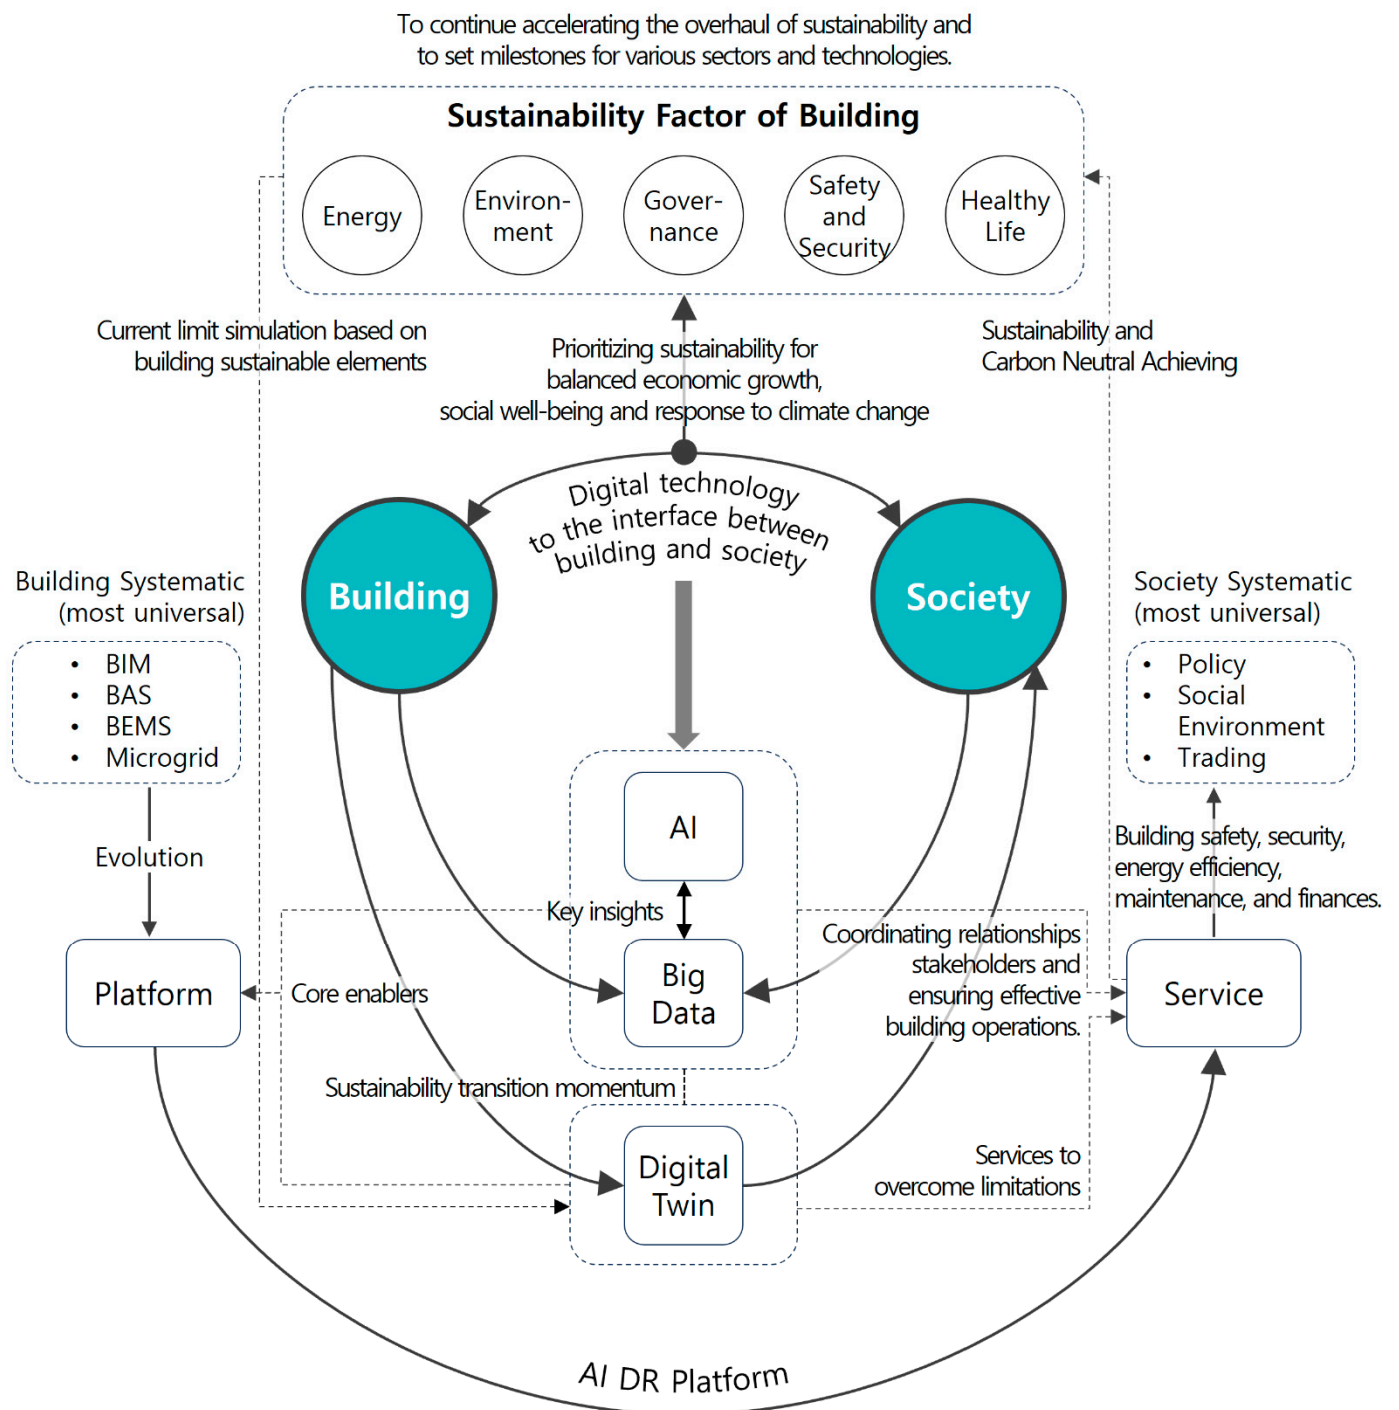 To continue accelerating the overhaul of sustainability and
to set milestones for various sectors and technologies.
Sustainability Factor of Building
Energy
Environ-
ment
Gover-
nance
Safety
and
Security
Healthy
Life
Current limit simulation based on
building sustainable elements
Prioritizing sustainability for
balanced economic growth,
social well-being and response to climate change
Sustainability and
Carbon Neutral Achieving
Digital technology
to the interface between
building and society
Building
Society
Building Systematic
(most universal)
• BIM
• BAS
• BEMS
• Microgrid
Society Systematic
(most universal)
• Policy
• Social
Environment
• Trading
AI
Evolution
Building safety, security,
energy efficiency,
maintenance, and finances.
Key insights
Platform
Core enablers
Big
Data
Coordinating relationships
stakeholders and
ensuring effective
building operations.
Service
Sustainability transition momentum
Digital
Twin
Services to
overcome limitations
AI DR Platform